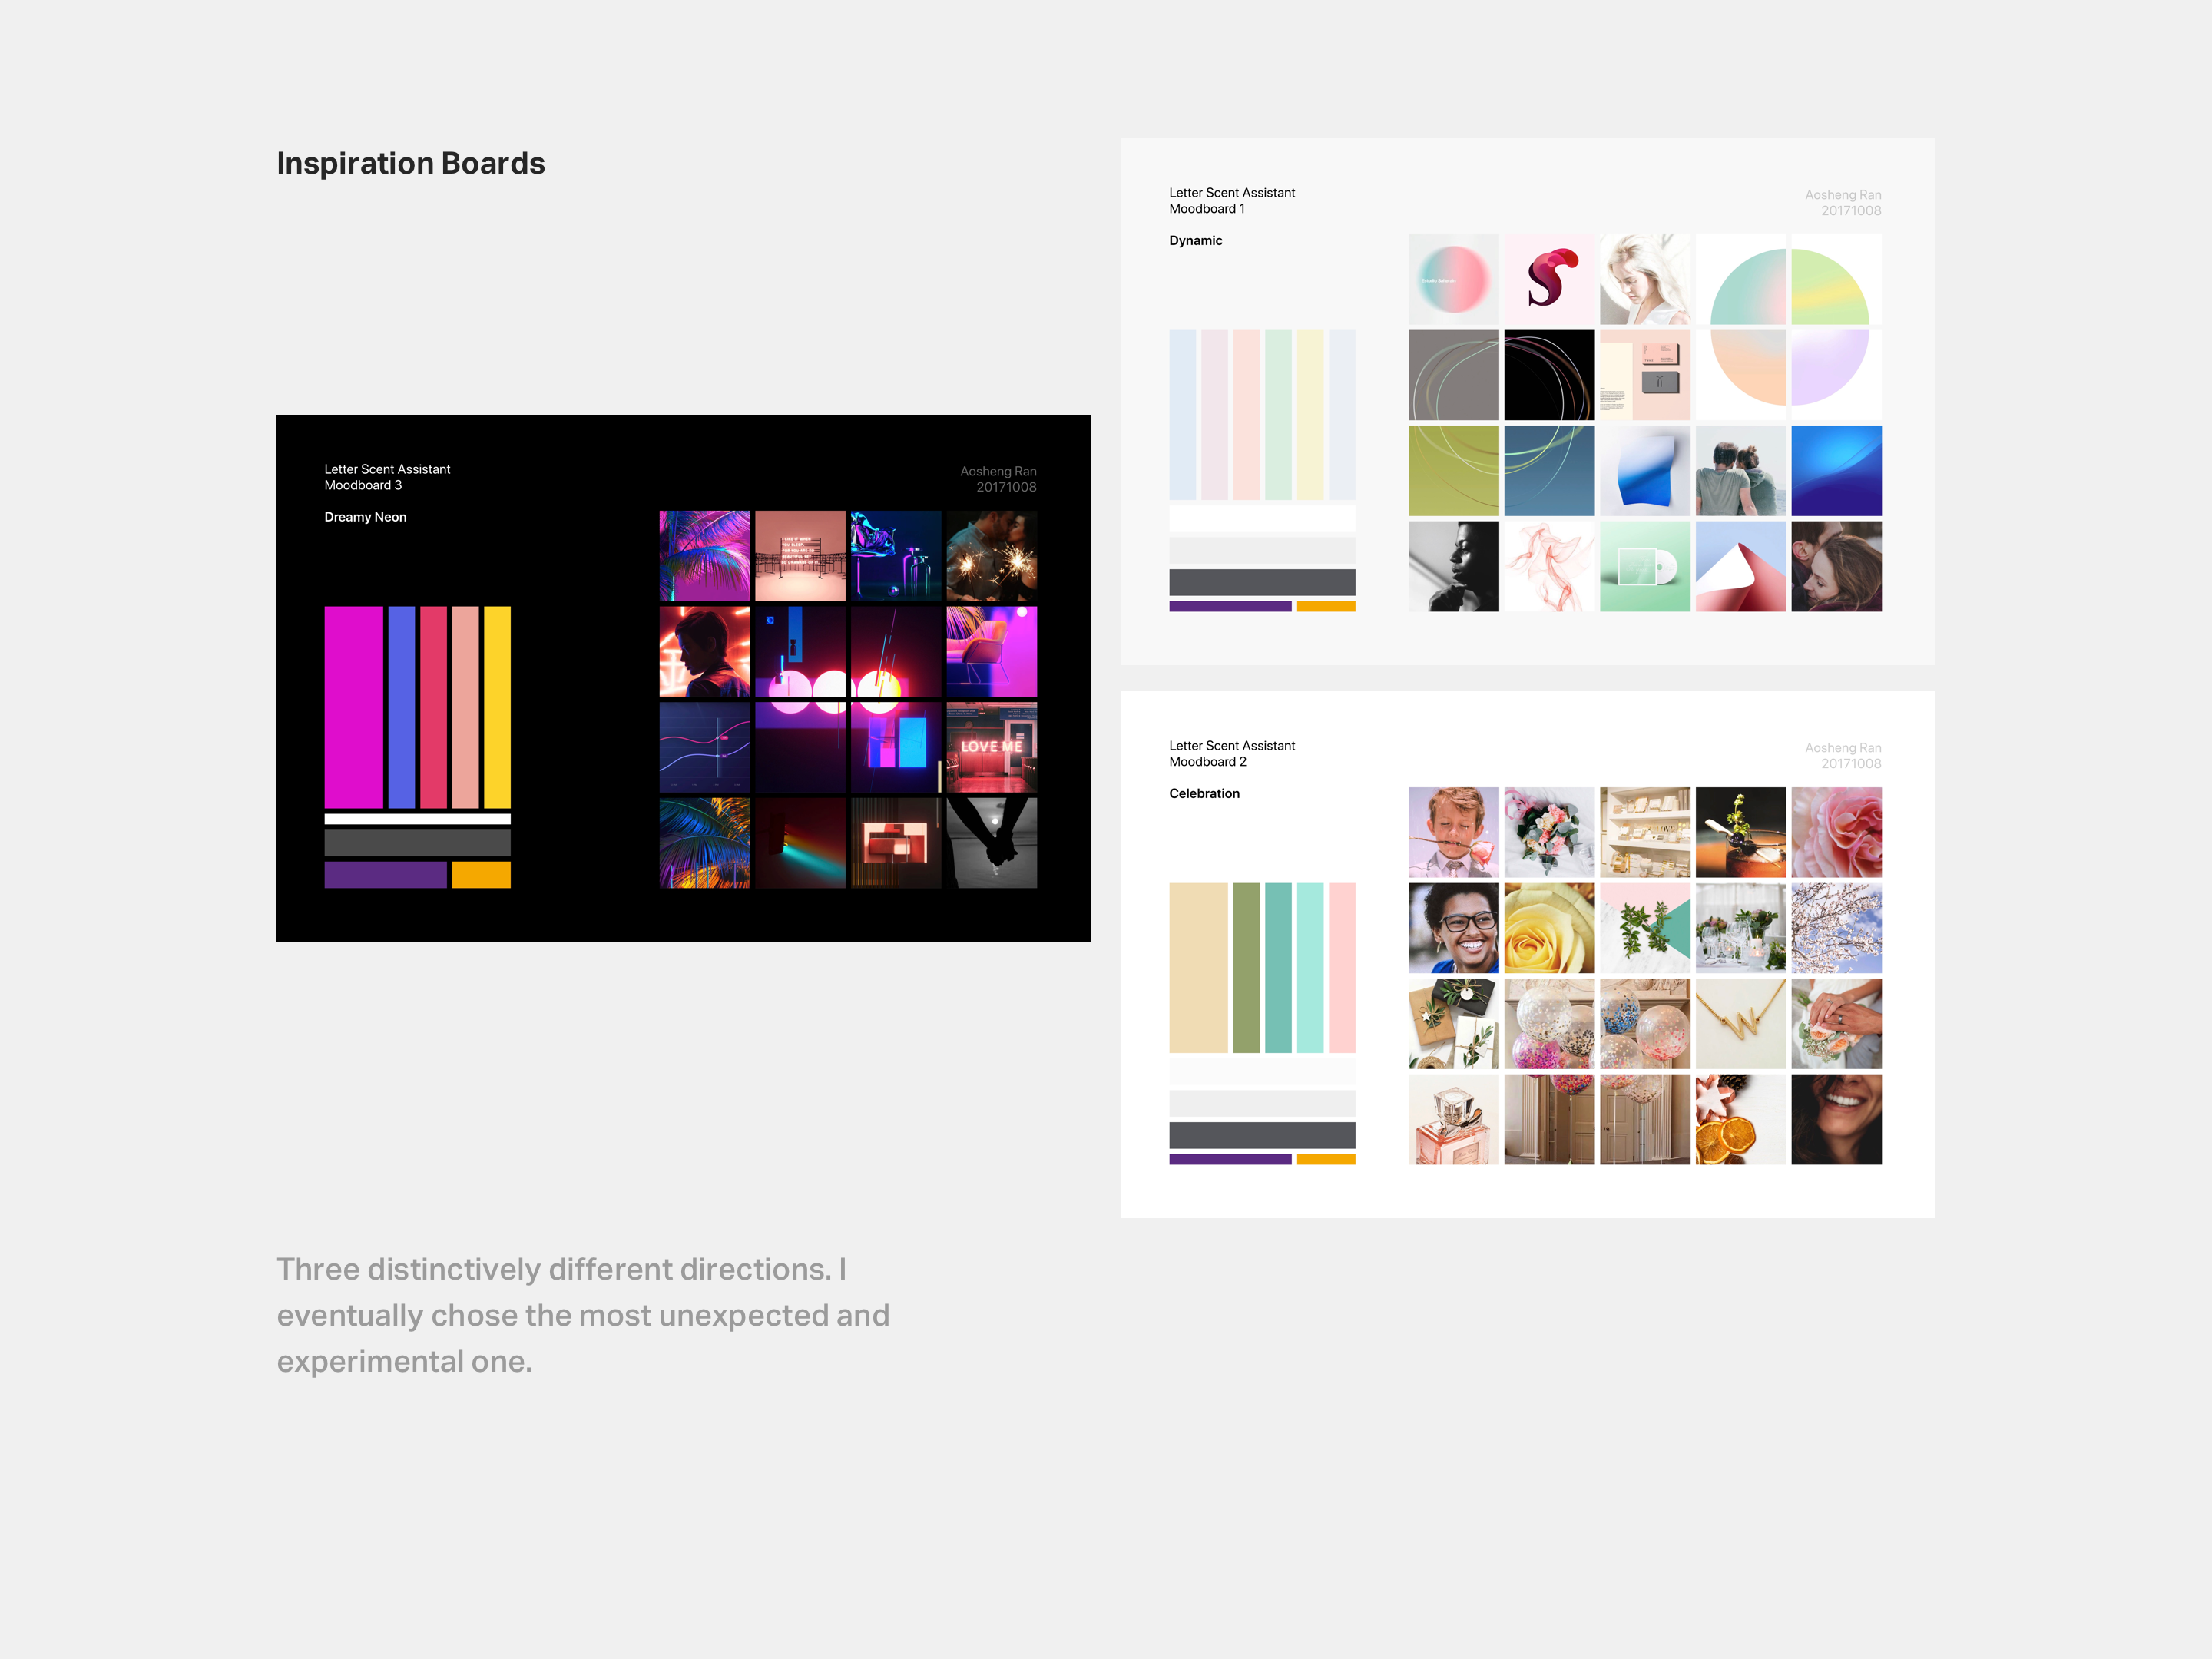 Inspiration Boards
Letter Scent Assistant
Moodboard 3
Aosheng Ran
20171008
Dreamy Neon
LOVE ME
Letter Scent Assistant
Moodboard 1
Aosheng Ran
20171008
Dynamic
S
Letter Scent Assistant
Moodboard 2
Aosheng Ran
20171008
Celebration
W
Three distinctively different directions. I
eventually chose the most unexpected and
experimental one.